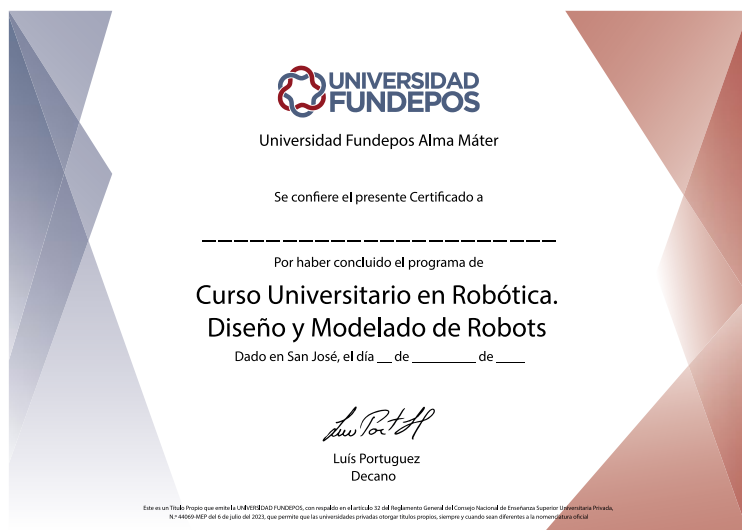 UNIVERSIDAD
FUNDEPOS
Universidad Fundepos Alma Máter
Se confiere el presente Certificado a
______________________
Por haber concluido el programa de
Curso Universitario en Robótica.
Diseño y Modelado de Robots
Dado en San José, el día __ de ________ de ____
Luís Portuguez
Decano
Este es un Título Propio que emite la UNIVERSIDAD FUNDEPOS, con respaldo en el artículo 32 del Reglamento General del Consejo Nacional de Enseñanza Superior Universitaria Privada,
N.º 44069-MEP del 6 de julio del 2023, que permite que las universidades privadas otorgar títulos propios, siempre y cuando sean diferentes a la nomenclatura oficial